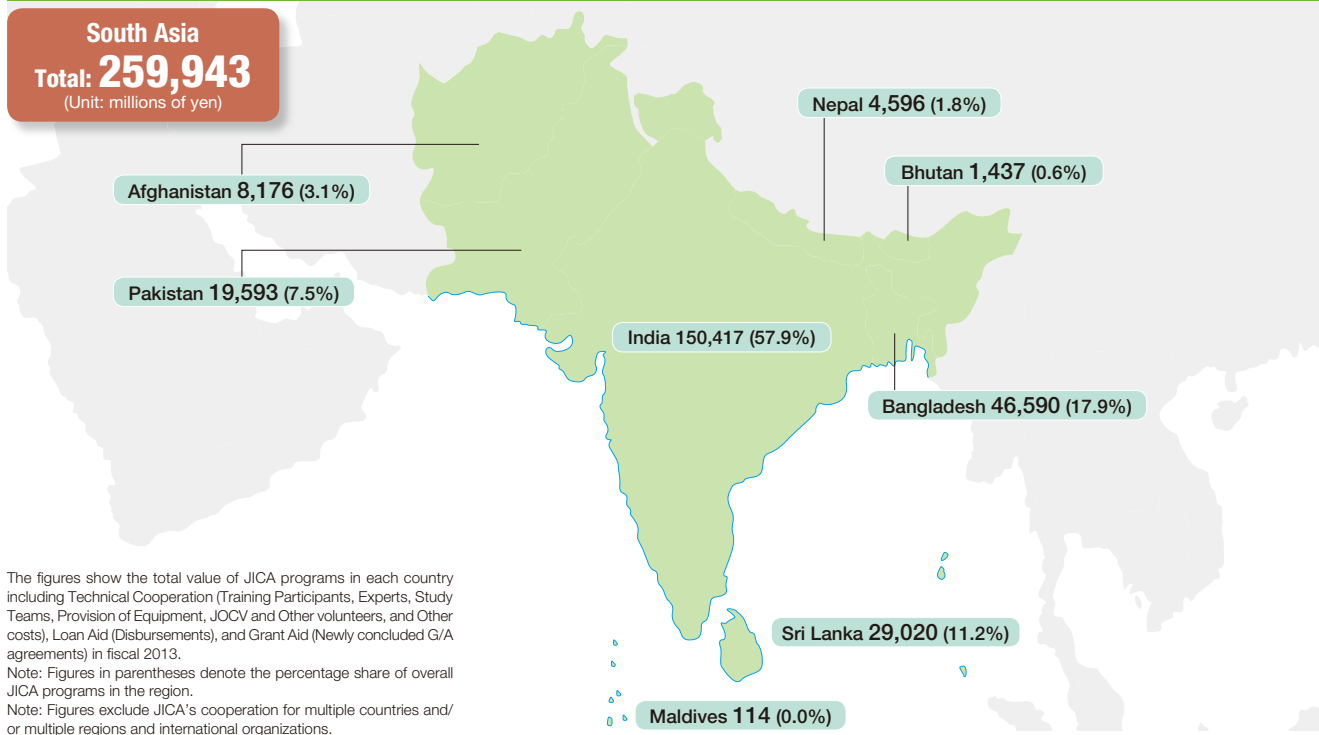 South Asia
Total: 259,943
(Unit: millions of yen)
Nepal 4,596 (1.8%)
Bhutan 1,437 (0.6%)
Afghanistan 8,176 (3.1%)
Pakistan 19,593 (7.5%)
India 150,417 (57.9%)
Bangladesh 46,590 (17.9%)
Sri Lanka 29,020 (11.2%)
Maldives 114 (0.0%)
The figures show the total value of JICA programs in each country
including Technical Cooperation (Training Participants, Experts, Study
Teams, Provision of Equipment, JOCV and Other volunteers, and Other
costs), Loan Aid (Disbursements), and Grant Aid (Newly concluded G/A
agreements) in fiscal 2013.
Note: Figures in parentheses denote the percentage share of overall
JICA programs in the region.
Note: Figures exclude JICA's cooperation for multiple countries and/
or multiple regions and international organizations.